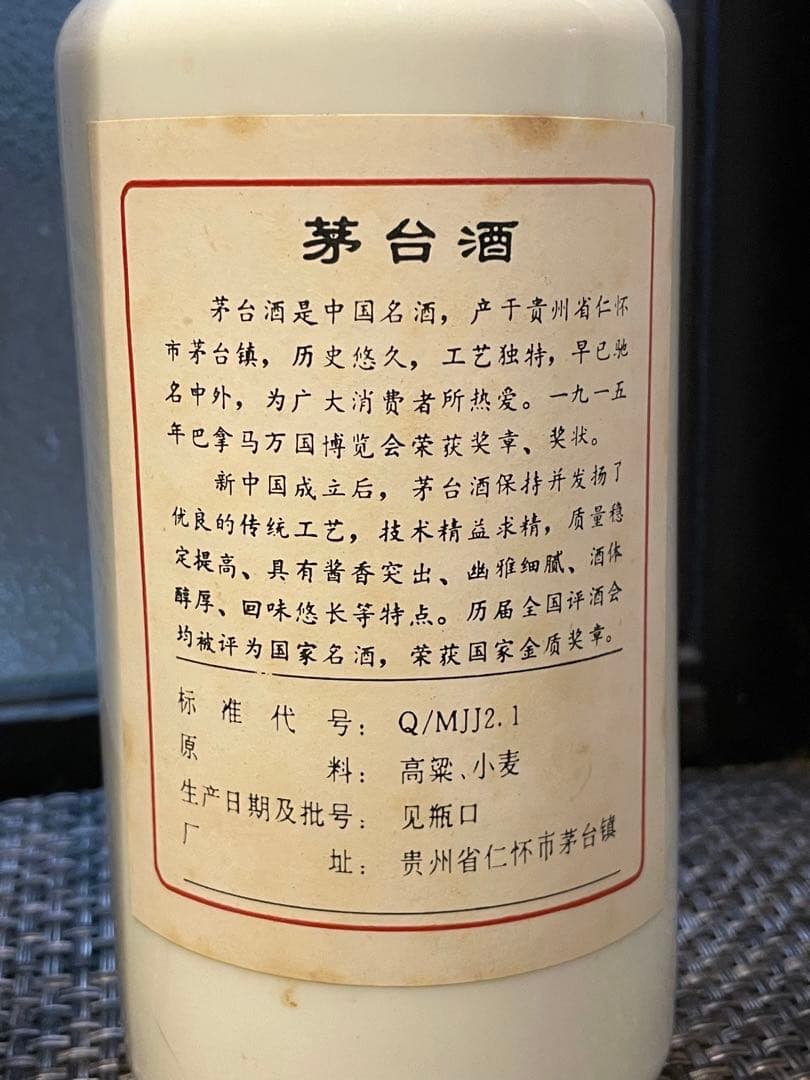 茅台酒
茅台酒是中国名酒，产于贵州省仁怀
市茅台镇，历史悠久，工艺独特，早已驰
名中外，为广大消费者所热爱。一九一五
年巴拿马万国博览会荣获奖章、奖状。
新中国成立后，茅台酒保持并发扬了
优良的传统工艺，技术精益求精，质量稳
定提高、具有酱香突出、幽雅细腻、酒体
醇厚、回味悠长等特点。历届全国评酒会
均被评为国家名酒，荣获国家金质奖章。
标准代号：Q/MJJ2.1
原料：高粱、小麦
生产日期及批号：见瓶口
厂址：贵州省仁怀市茅台镇